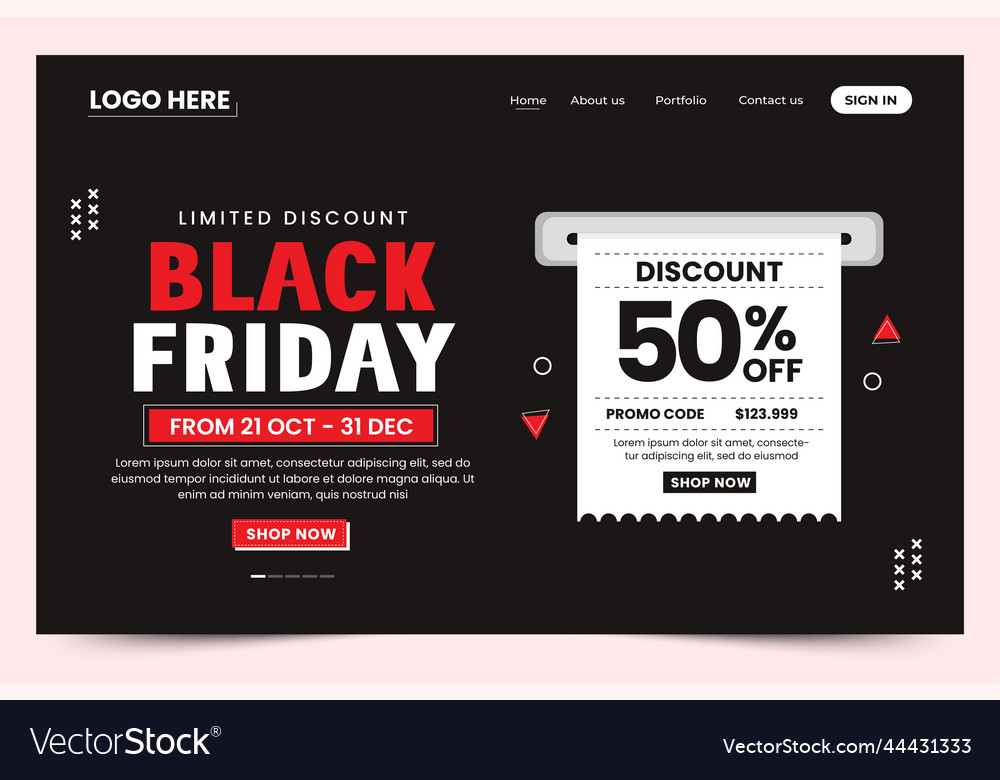 LOGO HERE
Home About us Portfolio Contact us SIGN IN
LIMITED DISCOUNT
BLACK
FRIDAY
FROM 21 OCT - 31 DEC
Lorem ipsum dolor sit amet, consectetur adipiscing elit, sed do
eiusmod tempor incididunt ut labore et dolore magna aliqua. Ut
enim ad minim veniam, quis nostrud nisi
SHOP NOW
DISCOUNT
50%
OFF
PROMO CODE $123.999
Lorem ipsum dolor sit amet, consecte-
tur adipiscing elit, sed do eiusmod
SHOP NOW
VectorStock®
VectorStock.com/44431333